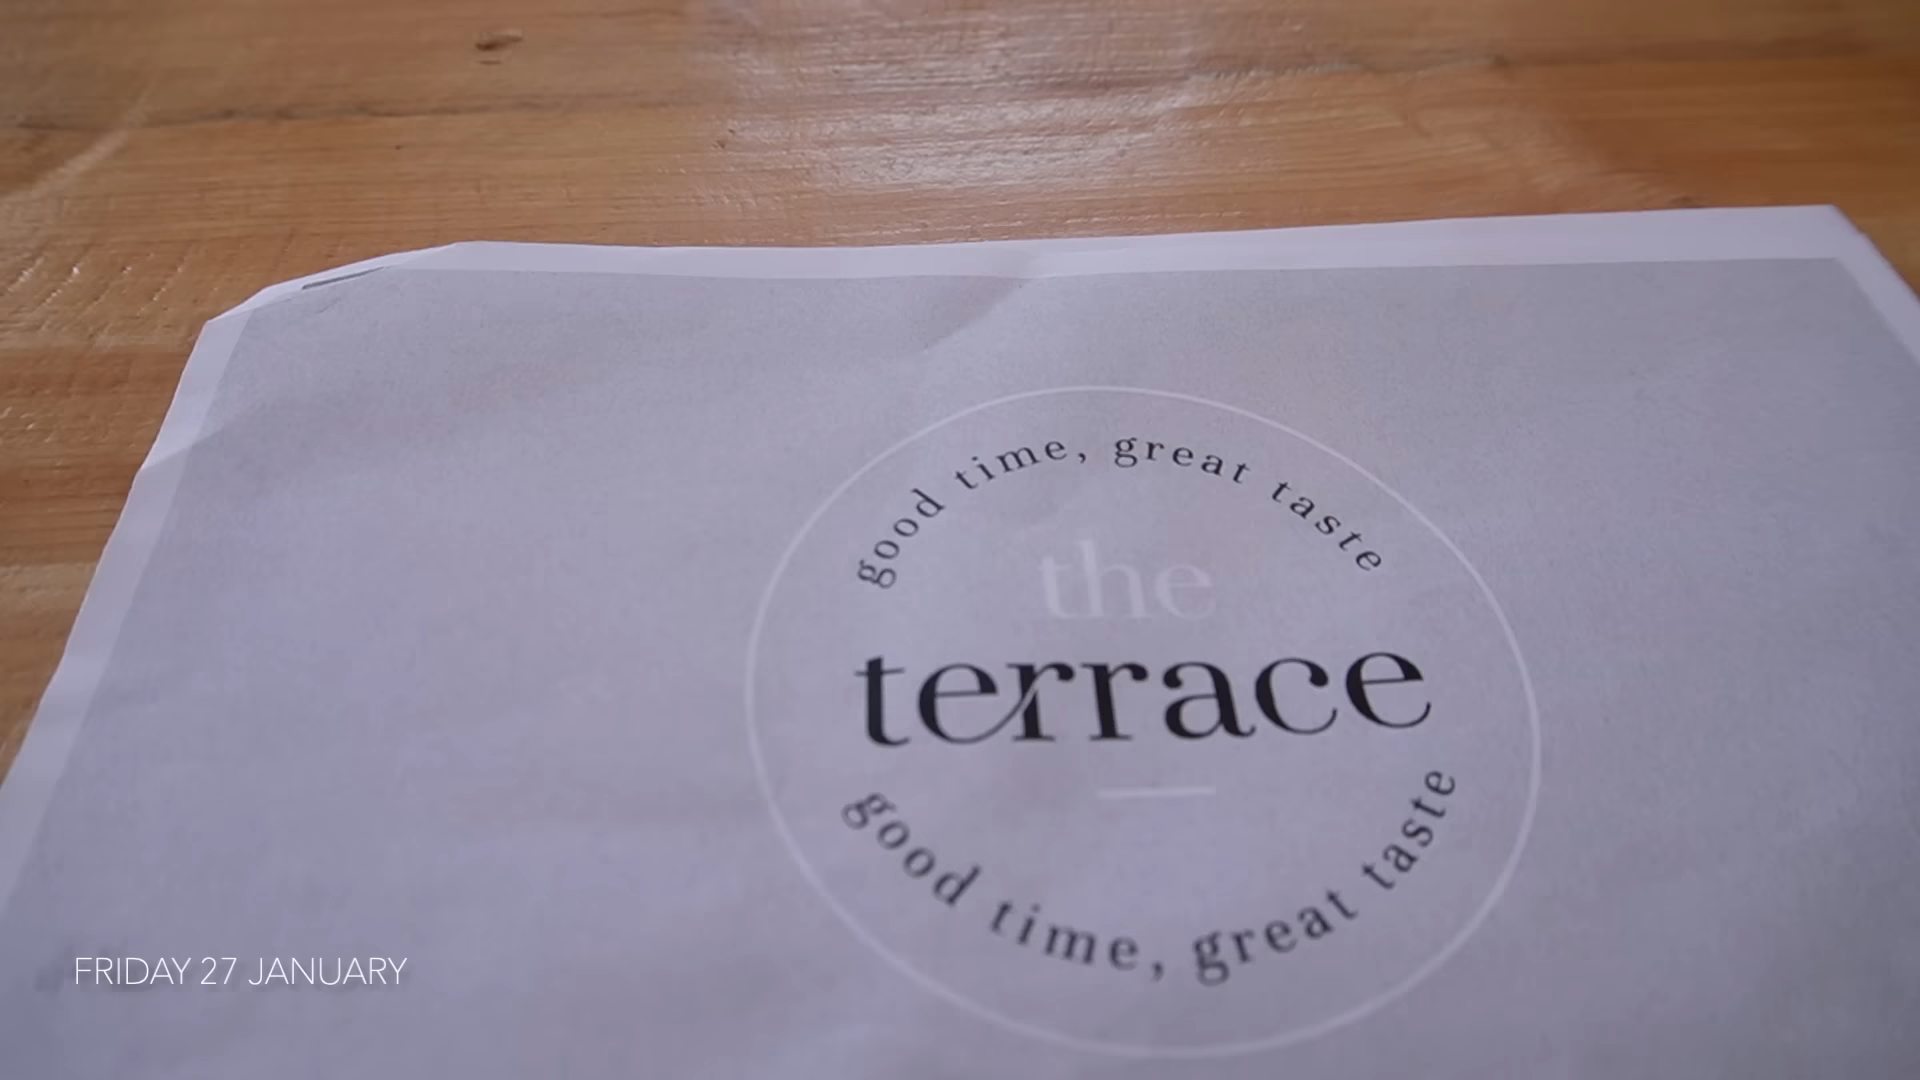 good time, great taste
the
terrace
good time, great taste
FRIDAY 27 JANUARY